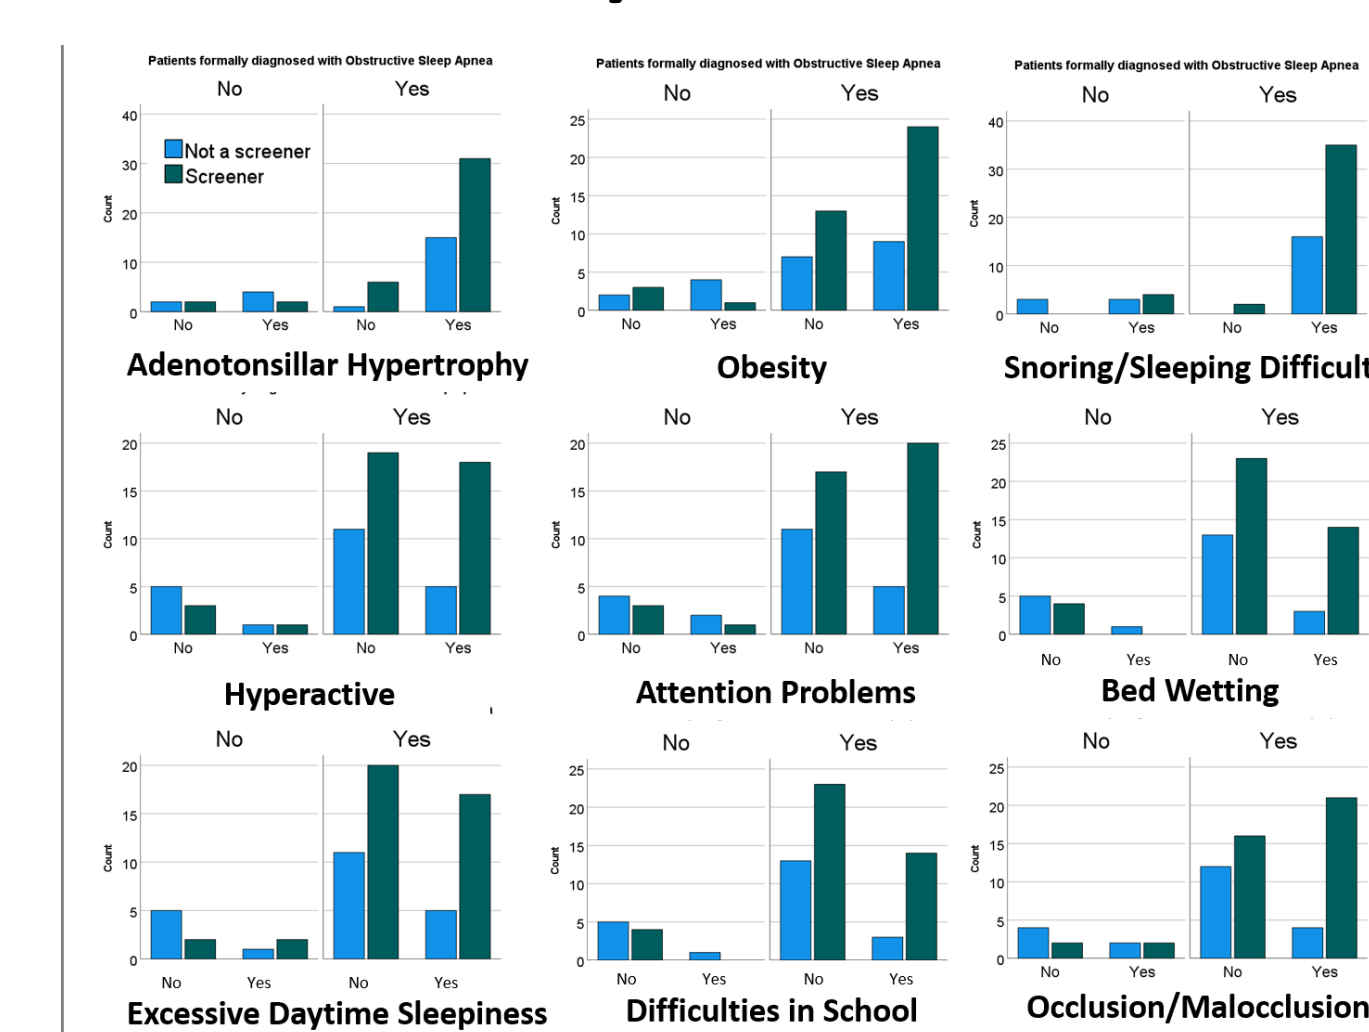 Patients formally diagnosed with Obstructive Sleep Apnea
No Yes
40
30
20
10
0
Count
Not a screener
Screener
No Yes No Yes
Adenotonsillar Hypertrophy
Patients formally diagnosed with Obstructive Sleep Apnea
No Yes
25
20
15
10
5
0
Count
No Yes No Yes
Obesity
Patients formally diagnosed with Obstructive Sleep Apnea
No Yes
40
30
20
10
0
Count
No Yes No Yes
Snoring/Sleeping Difficult
No Yes
20
15
10
5
0
Count
No Yes No Yes
Hyperactive
No Yes
20
15
10
5
0
Count
No Yes No Yes
Attention Problems
No Yes
25
20
15
10
5
0
Count
No Yes No Yes
Bed Wetting
No Yes
20
15
10
5
0
Count
No Yes No Yes
Excessive Daytime Sleepiness
No Yes
25
20
15
10
5
0
Count
No Yes No Yes
Difficulties in School
No Yes
25
20
15
10
5
0
Count
No Yes No Yes
Occlusion/Malocclusion